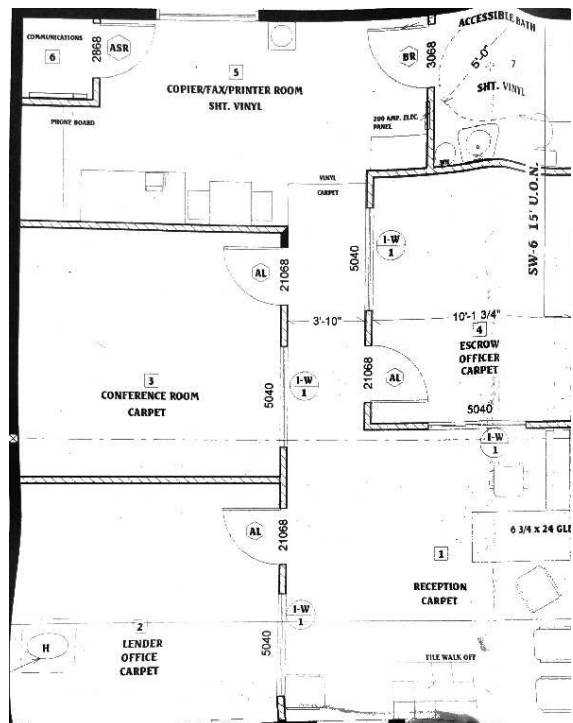 COMMUNICATIONS
6
2868
ASR
5
COPIER/FAX/PRINTER ROOM
SHT. VINYL
PHONE BOARD
BR
3068
ACCESSIBLE BATH
5'-0"
7
SHT. VINYL
200 AMP. ELEC.
PANEL
VINYL
CARPET
SW-6 15' U.O.N.
I-W
1
5040
AL
21068
3'-10"
10'-1 3/4"
4
ESCROW
OFFICER
CARPET
3
CONFERENCE ROOM
CARPET
5040
I-W
1
21068
AL
5040
I-W
1
AL
21068
6 3/4 x 24 GLB
1
RECEPTION
CARPET
I-W
1
2
LENDER
OFFICE
CARPET
H
5040
TILE WALK OFF